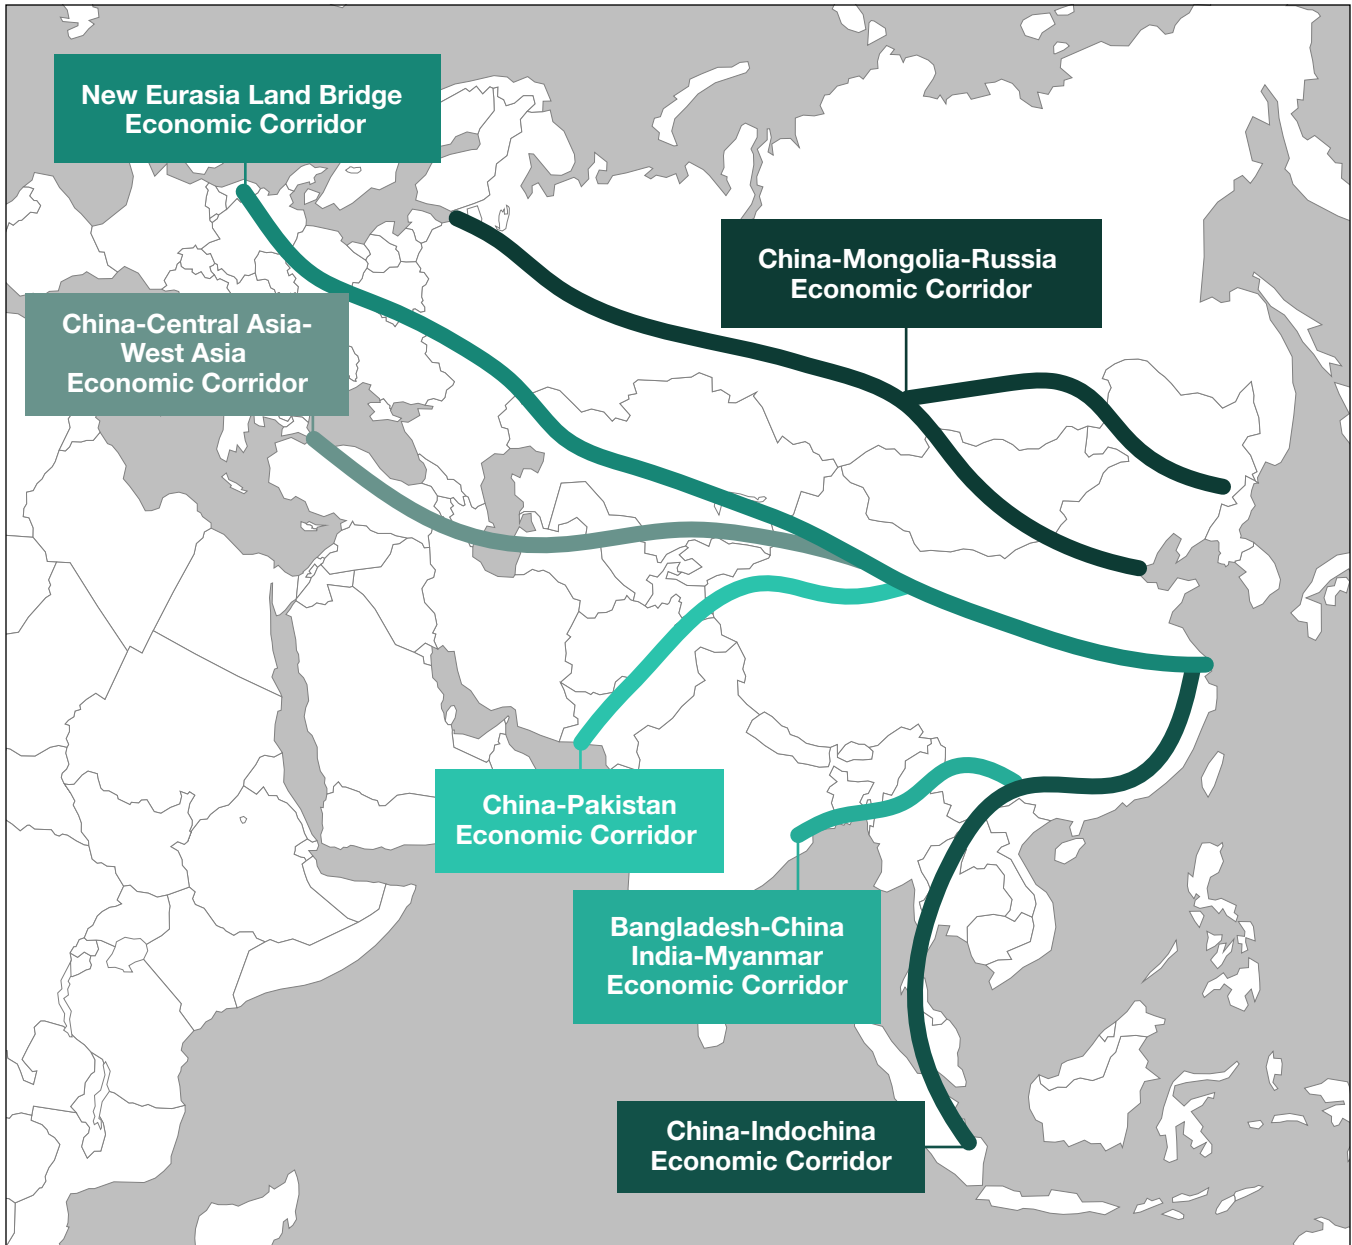 New Eurasia Land Bridge
Economic Corridor
China-Mongolia-Russia
Economic Corridor
China-Central Asia-
West Asia
Economic Corridor
China-Pakistan
Economic Corridor
Bangladesh-China
India-Myanmar
Economic Corridor
China-Indochina
Economic Corridor